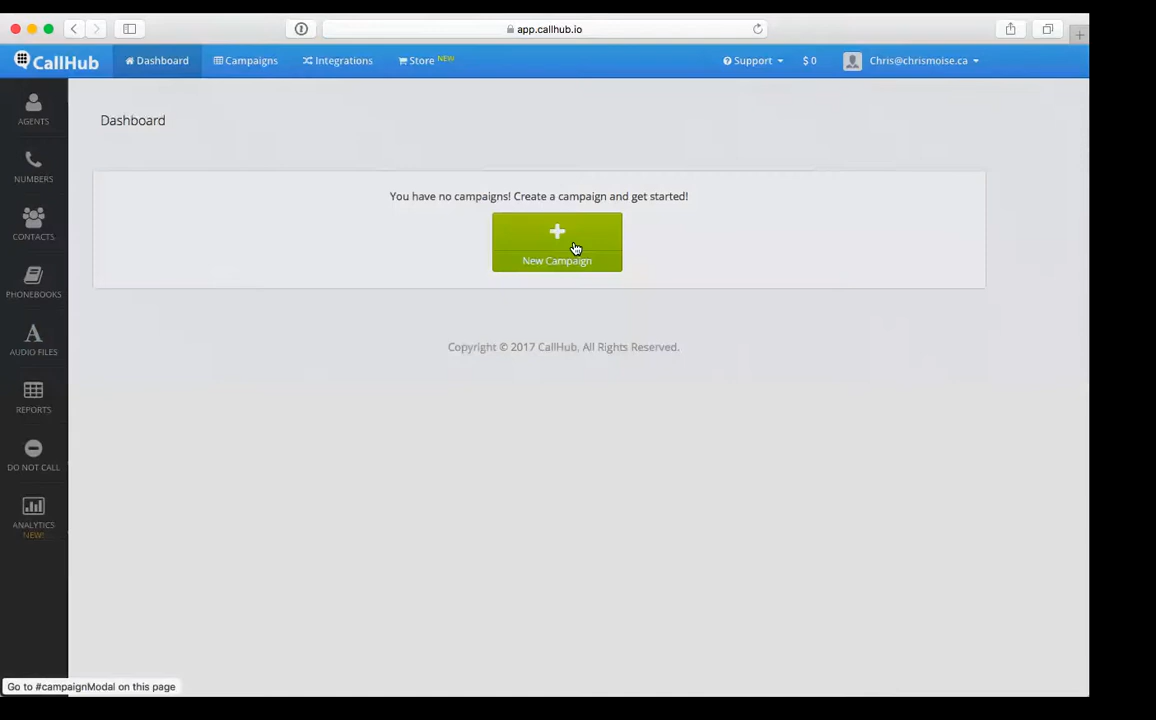 app.callhub.io
CallHub
Dashboard
Campaigns
Integrations
Store NEW
Support
$ 0
Chris@chrismoise.ca
AGENTS
NUMBERS
CONTACTS
PHONEBOOKS
AUDIO FILES
REPORTS
DO NOT CALL
ANALYTICS
NEW!
Dashboard
You have no campaigns! Create a campaign and get started!
New Campaign
Copyright © 2017 CallHub, All Rights Reserved.
Go to #campaignModal on this page